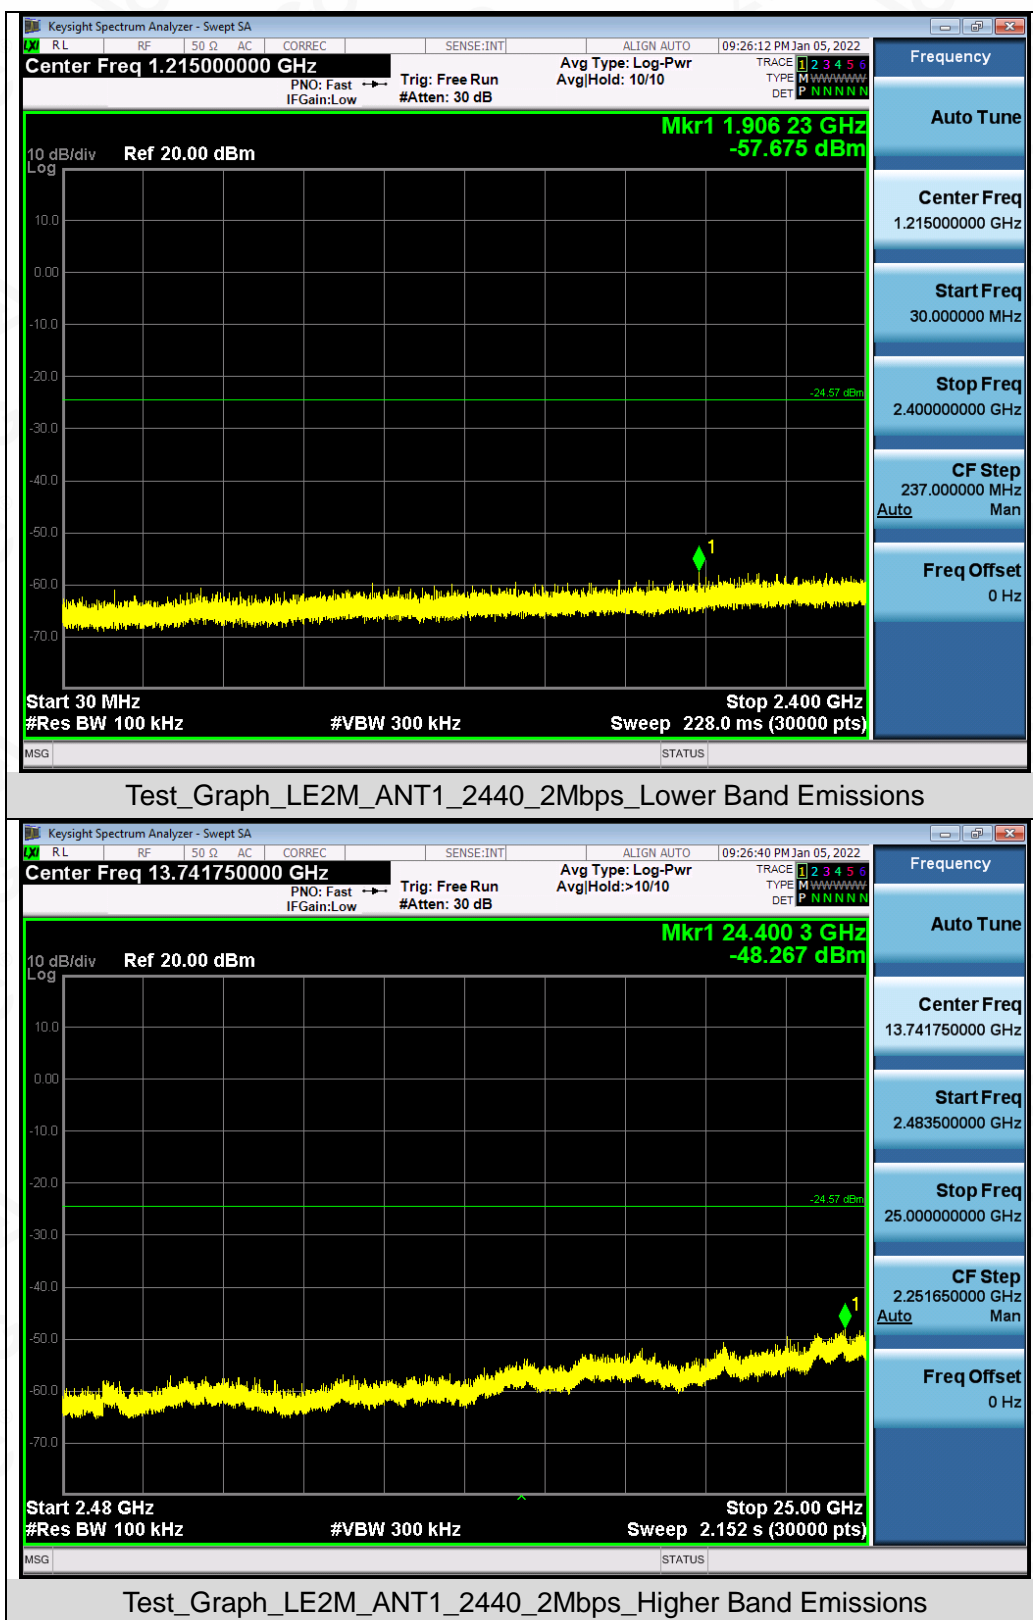 Keysight Spectrum Analyzer - Swept SA
LXI RL RF 50 Ω AC CORREC SENSE:INT ALIGN AUTO 09:26:12 PM Jan 05, 2022
Center Freq 1.215000000 GHz
PNO: Fast
IFGain:Low
Trig: Free Run
#Atten: 30 dB
Avg Type: Log-Pwr
Avg|Hold: 10/10
TRACE 1 2 3 4 5 6
TYPE M WWWWW
DET P N N N N N
Mkr1 1.906 23 GHz
-57.675 dBm
10 dB/div Ref 20.00 dBm
Log
10.0
0.00
-10.0
-20.0
-24.57 dBm
-30.0
-40.0
-50.0
1
-60.0
-70.0
Start 30 MHz Stop 2.400 GHz
#Res BW 100 kHz #VBW 300 kHz Sweep 228.0 ms (30000 pts)
MSG STATUS
Frequency
Auto Tune
Center Freq
1.215000000 GHz
Start Freq
30.000000 MHz
Stop Freq
2.400000000 GHz
CF Step
237.000000 MHz
Auto Man
Freq Offset
0 Hz
Test_Graph_LE2M_ANT1_2440_2Mbps_Lower Band Emissions
Keysight Spectrum Analyzer - Swept SA
LXI RL RF 50 Ω AC CORREC SENSE:INT ALIGN AUTO 09:26:40 PM Jan 05, 2022
Center Freq 13.741750000 GHz
PNO: Fast
IFGain:Low
Trig: Free Run
#Atten: 30 dB
Avg Type: Log-Pwr
Avg|Hold:>10/10
TRACE 1 2 3 4 5 6
TYPE M WWWWW
DET P N N N N N
Mkr1 24.400 3 GHz
-48.267 dBm
10 dB/div Ref 20.00 dBm
Log
10.0
0.00
-10.0
-20.0
-24.57 dBm
-30.0
-40.0
1
-50.0
-60.0
-70.0
Start 2.48 GHz Stop 25.00 GHz
#Res BW 100 kHz #VBW 300 kHz Sweep 2.152 s (30000 pts)
MSG STATUS
Frequency
Auto Tune
Center Freq
13.741750000 GHz
Start Freq
2.483500000 GHz
Stop Freq
25.000000000 GHz
CF Step
2.251650000 GHz
Auto Man
Freq Offset
0 Hz
Test_Graph_LE2M_ANT1_2440_2Mbps_Higher Band Emissions